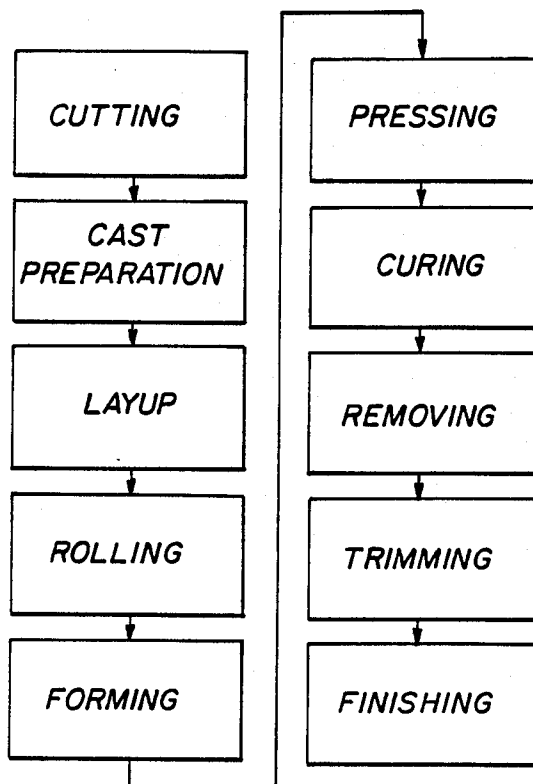 CUTTING
CAST
PREPARATION
LAYUP
ROLLING
FORMING
PRESSING
CURING
REMOVING
TRIMMING
FINISHING